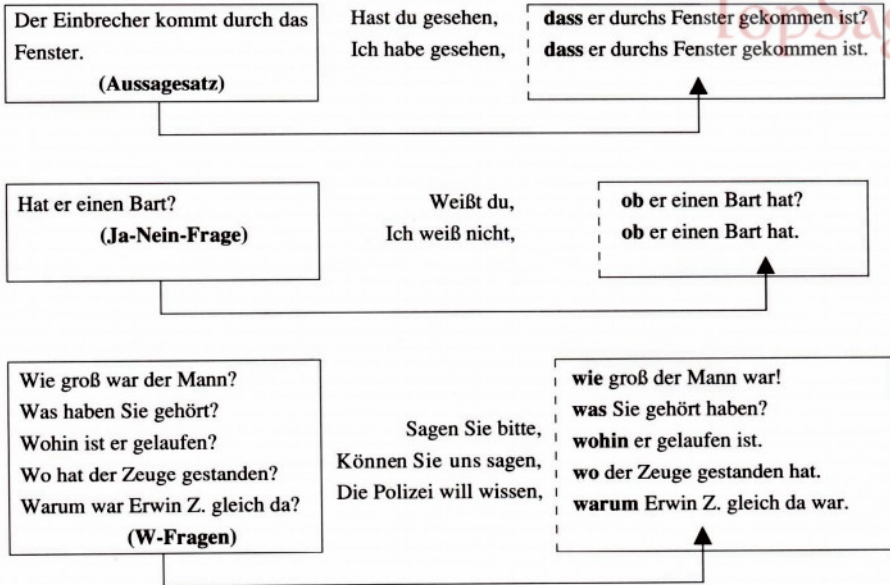 TopSag
Der Einbrecher kommt durch das
Fenster.
(Aussagesatz)
Hast du gesehen,
Ich habe gesehen,
dass er durchs Fenster gekommen ist?
dass er durchs Fenster gekommen ist.
Hat er einen Bart?
(Ja-Nein-Frage)
Weißt du,
Ich weiß nicht,
ob er einen Bart hat?
ob er einen Bart hat.
Wie groß war der Mann?
Was haben Sie gehört?
Wohin ist er gelaufen?
Wo hat der Zeuge gestanden?
Warum war Erwin Z. gleich da?
(W-Fragen)
Sagen Sie bitte,
Können Sie uns sagen,
Die Polizei will wissen,
wie groß der Mann war!
was Sie gehört haben?
wohin er gelaufen ist.
wo der Zeuge gestanden hat.
warum Erwin Z. gleich da war.